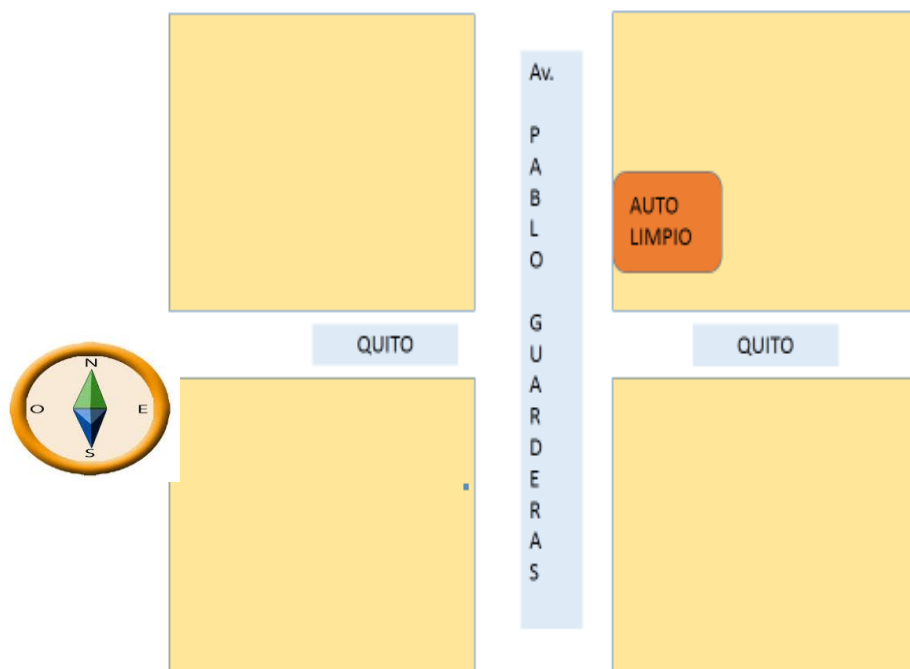 Av.
PABLO
GUARDERAS
AUTO
LIMPIO
QUITO
QUITO
N
O
E
S